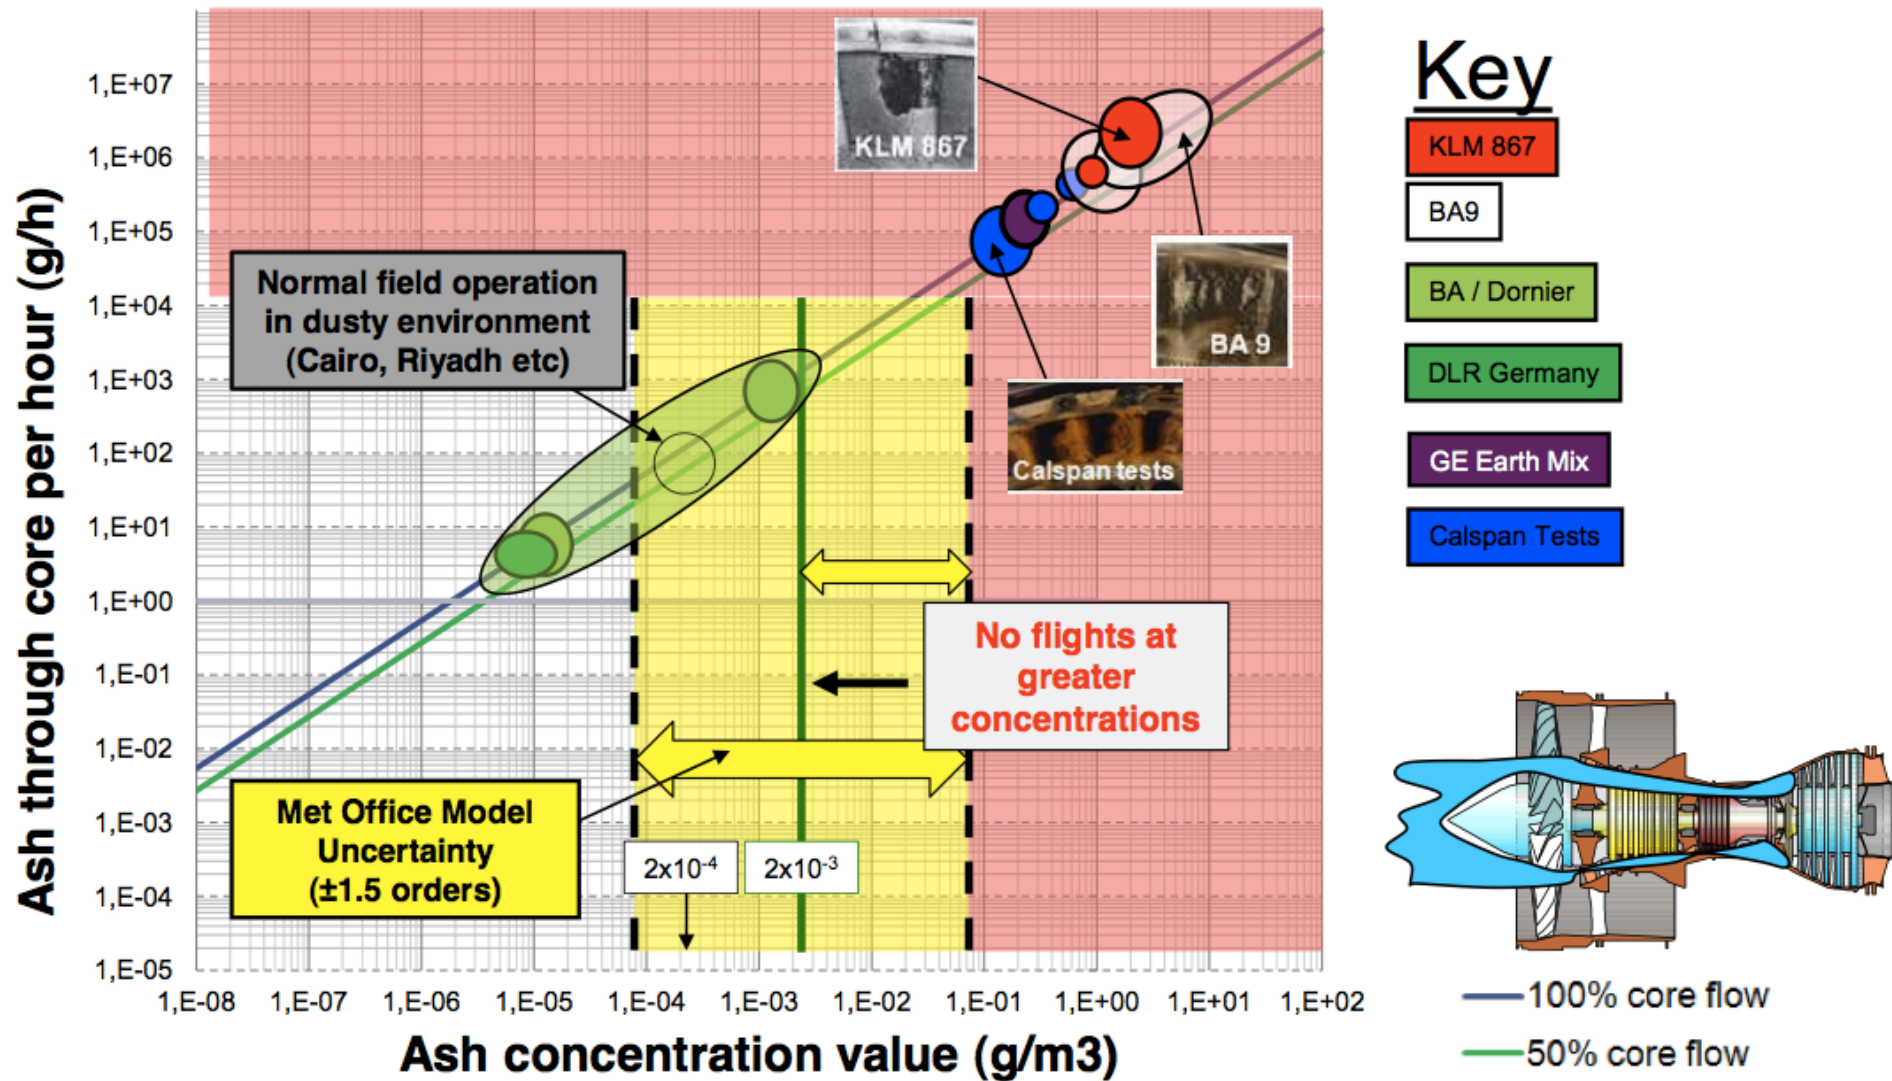 Ash through core per hour (g/h)
1,E+07
1,E+06
1,E+05
1,E+04
1,E+03
1,E+02
1,E+01
1,E+00
1,E-01
1,E-02
1,E-03
1,E-04
1,E-05
1,E-08
1,E-07
1,E-06
1,E-05
1,E-04
1,E-03
1,E-02
1,E-01
1,E+00
1,E+01
1,E+02
Ash concentration value (g/m3)
Normal field operation
in dusty environment
(Cairo, Riyadh etc)
KLM 867
BA 9
Calspan tests
No flights at
greater
concentrations
Met Office Model
Uncertainty
(±1.5 orders)
2x10⁻⁴
2x10⁻³
Key
KLM 867
BA9
BA / Dornier
DLR Germany
GE Earth Mix
Calspan Tests
100% core flow
50% core flow